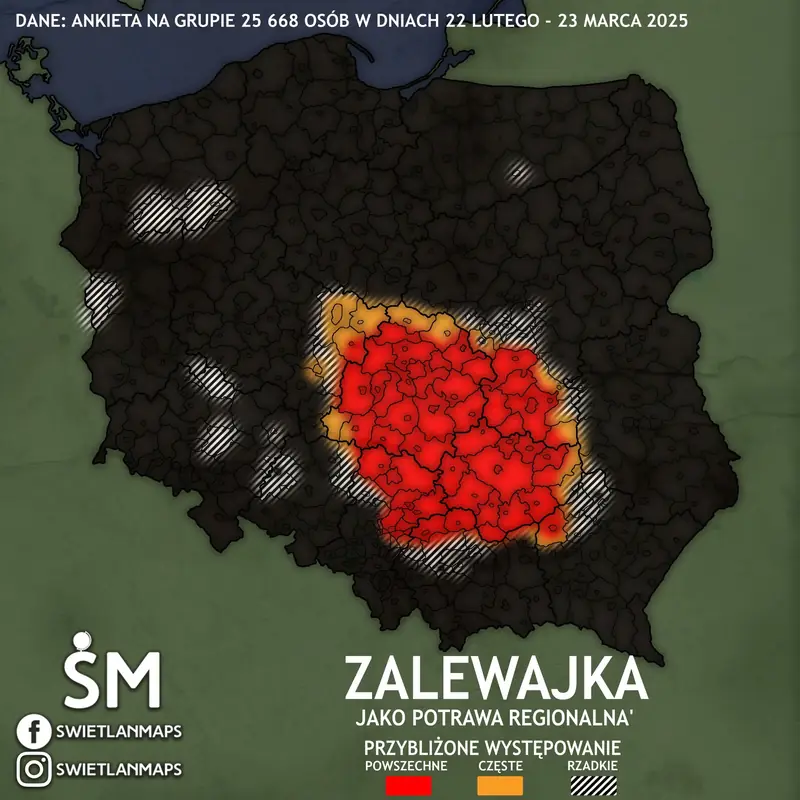 DANE: ANKIETA NA GRUPIE 25 668 OSÓB W DNIACH 22 LUTEGO - 23 MARCA 2025
ŚM
SWIETLANMAPS
SWIETLANMAPS
ZALEWAJKA
JAKO POTRAWA REGIONALNA'
PRZYBLIŻONE WYSTĘPOWANIE
POWSZECHNE CZĘSTE RZADKIE